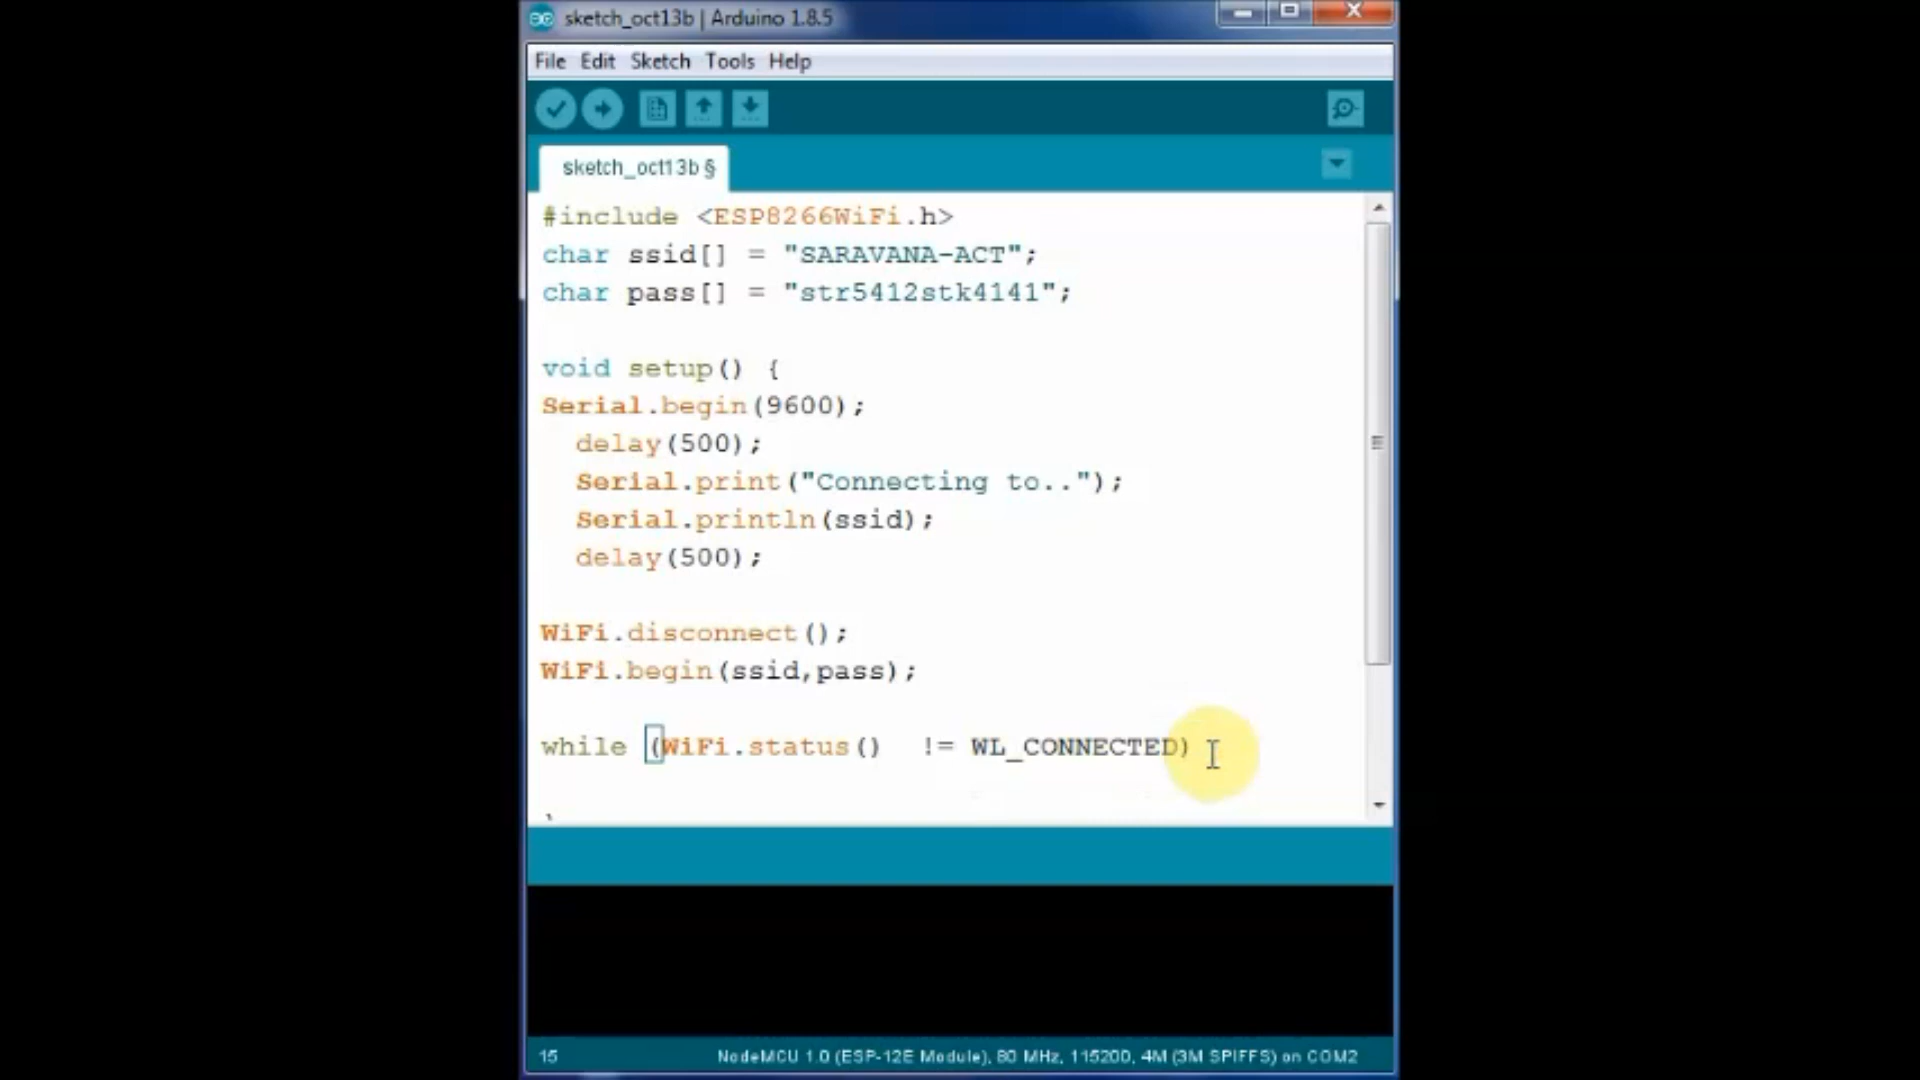 sketch_oct13b | Arduino 1.8.5
File Edit Sketch Tools Help
sketch_oct13b §
#include <ESP8266WiFi.h>
char ssid[] = "SARAVANA-ACT";
char pass[] = "str5412stk4141";
void setup() {
Serial.begin(9600);
delay(500);
Serial.print("Connecting to..");
Serial.println(ssid);
delay(500);
WiFi.disconnect();
WiFi.begin(ssid,pass);
while (WiFi.status()  != WL_CONNECTED)
15
NodeMCU 1.0 (ESP-12E Module), 80 MHz, 115200, 4M (3M SPIFFS) on COM2